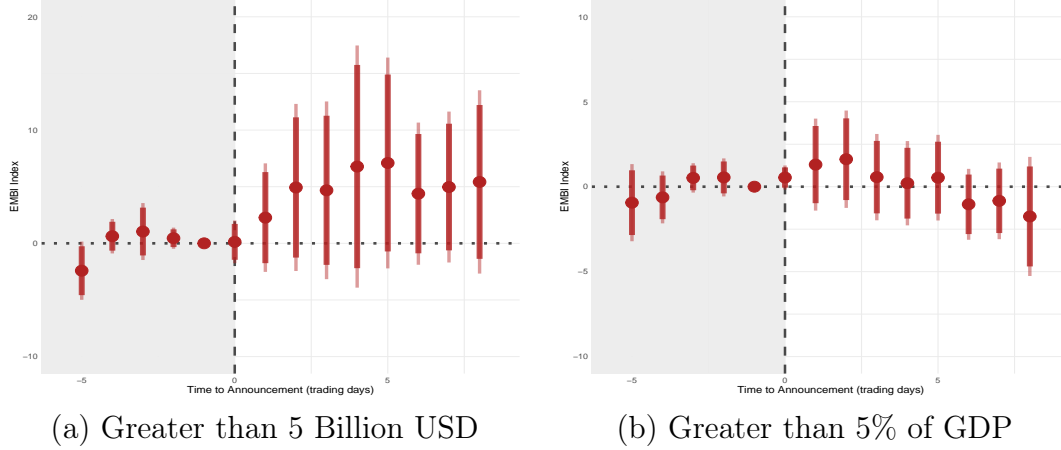 20
10
0
−10
EMBI Index
−5
0
5
Time to Announcement (trading days)
(a) Greater than 5 Billion USD
10
5
0
−5
−10
EMBI Index
−5
0
5
Time to Announcement (trading days)
(b) Greater than 5% of GDP